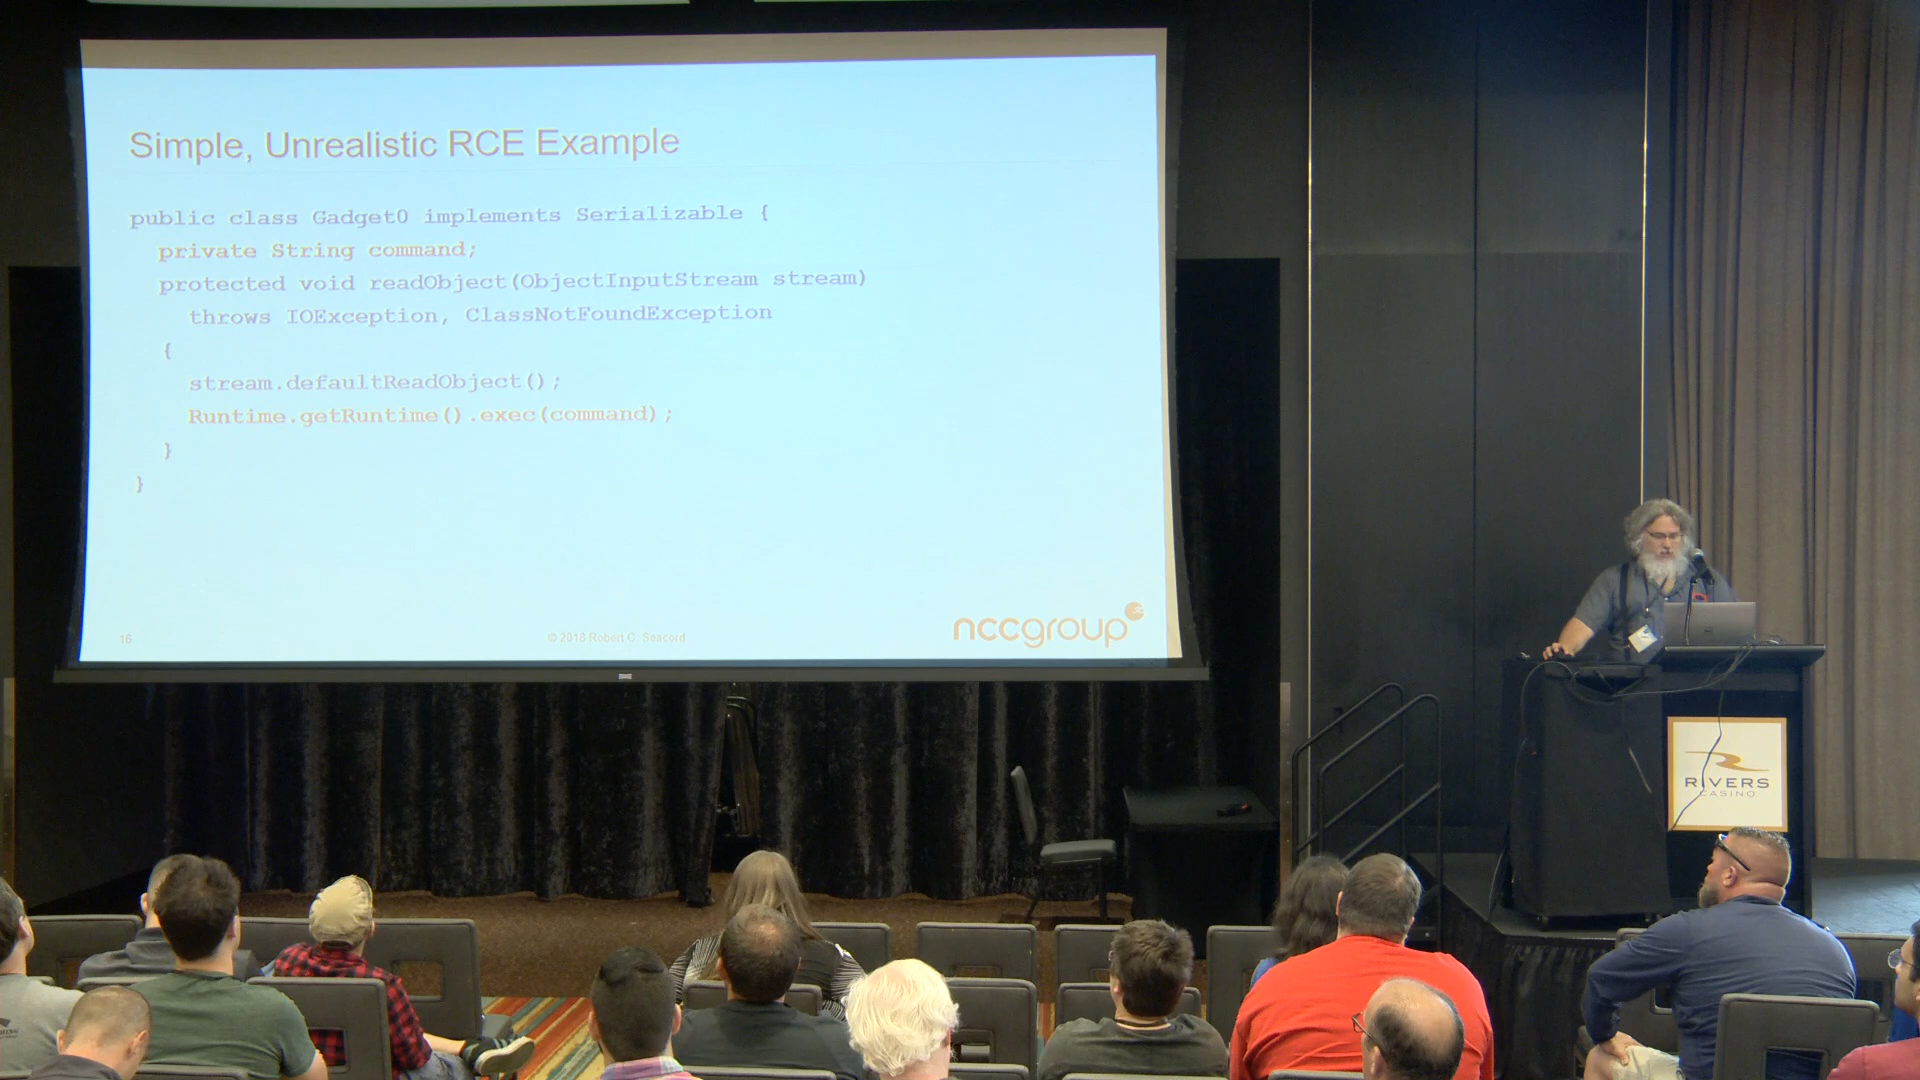 Simple, Unrealistic RCE Example
public class Gadget0 implements Serializable {
private String command;
protected void readObject(ObjectInputStream stream)
throws IOException, ClassNotFoundException
{
stream.defaultReadObject();
Runtime.getRuntime().exec(command);
}
}
16
© 2018 Robert C. Seacord
nccgroup
RIVERS
CASINO